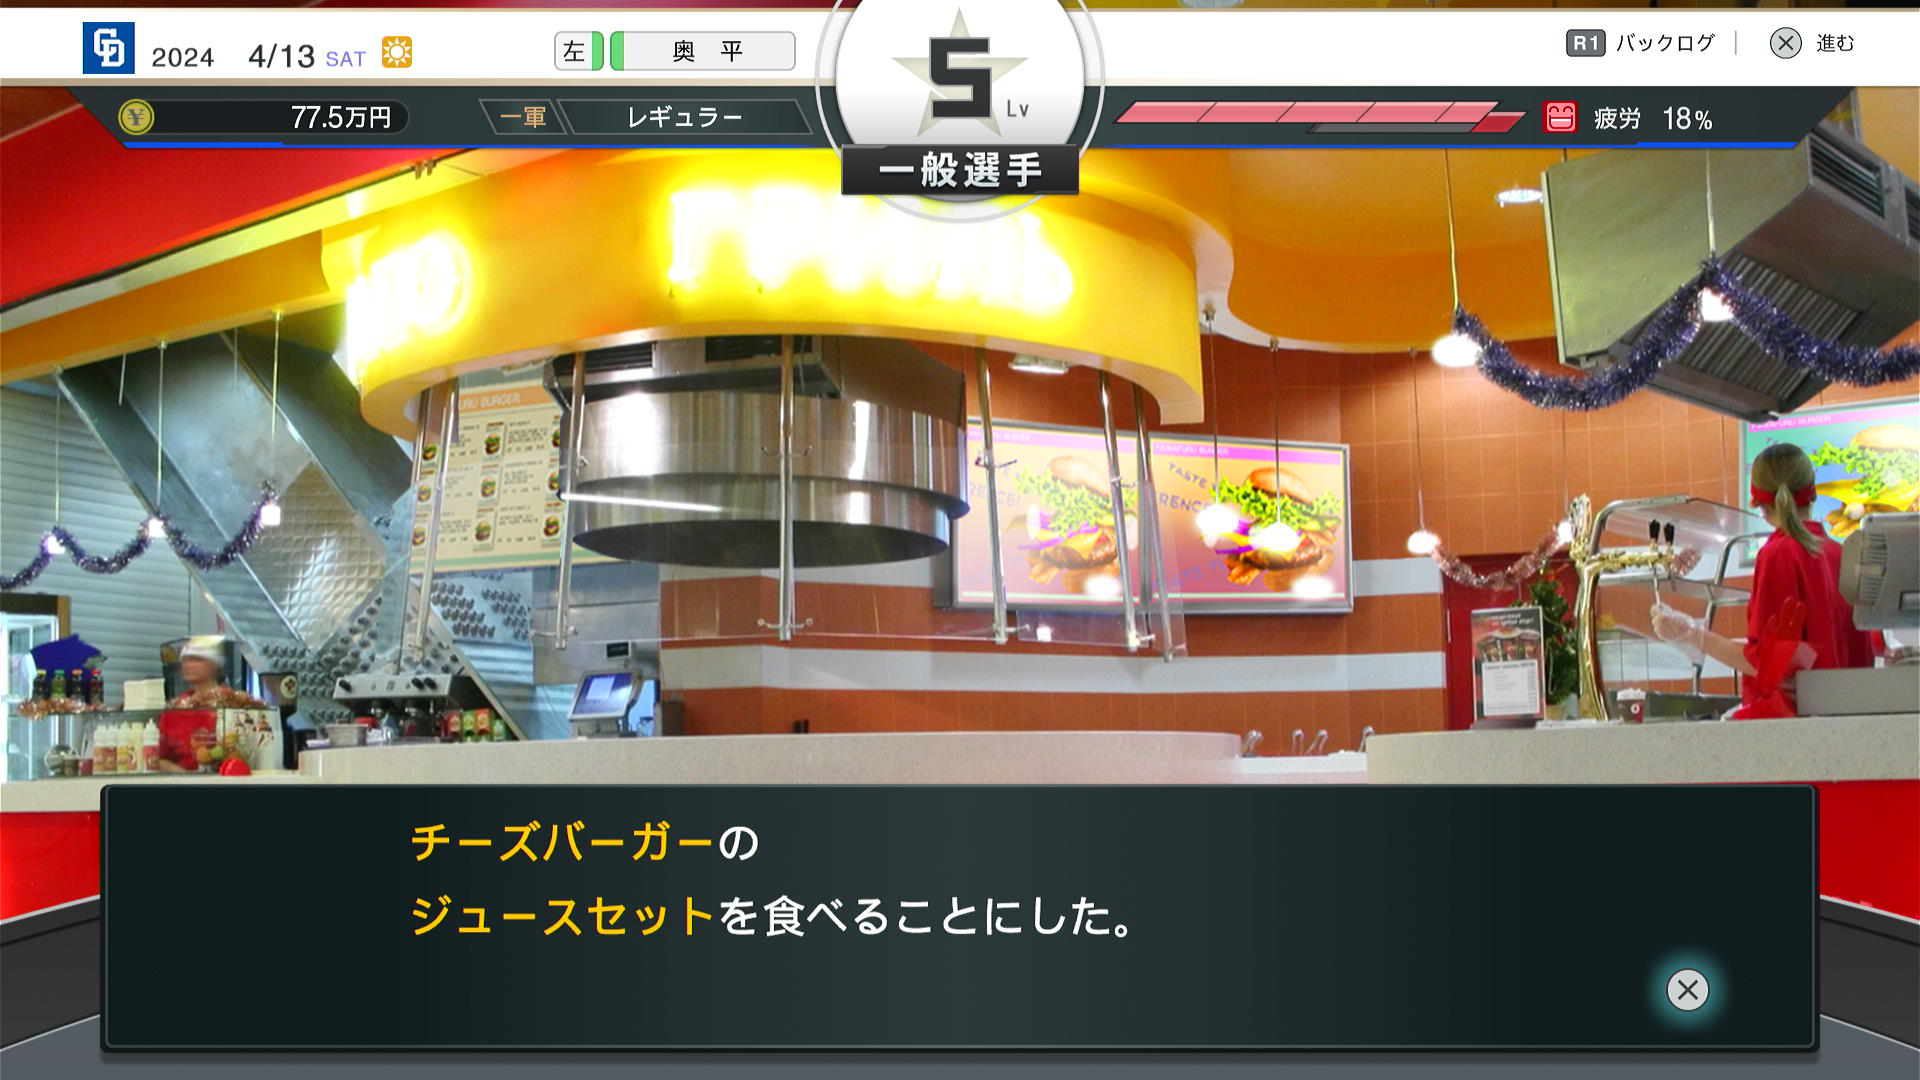 2024 4/13 SAT
左 奥 平
R1 バックログ
進む
77.5万円
一軍 レギュラー
5 Lv
一般選手
疲労 18%
チーズバーガーの
ジュースセットを食べることにした。